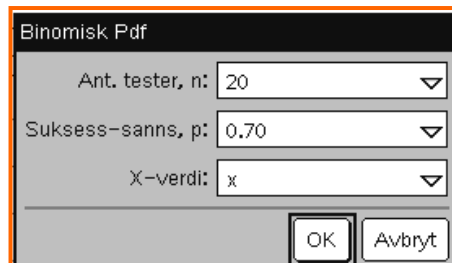 Binomisk Pdf
Ant. tester, n: 20
Suksess-sanns, p: 0.70
X-verdi: x
OK Avbryt